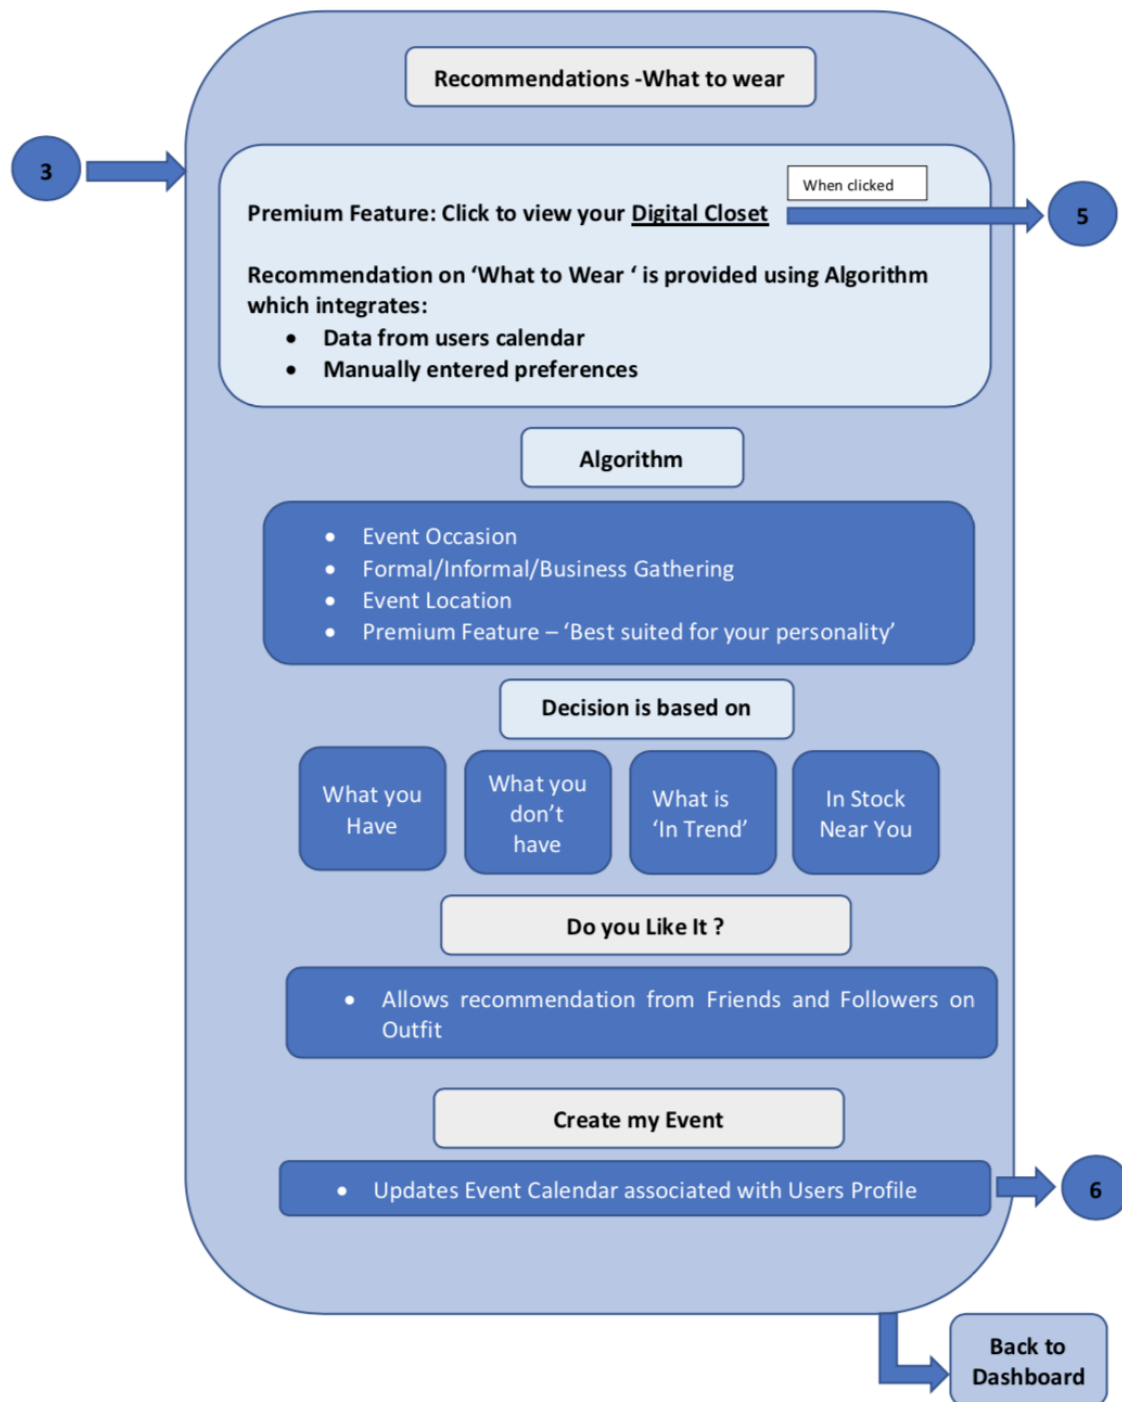 Recommendations -What to wear
3
When clicked
Premium Feature: Click to view your Digital Closet
5
Recommendation on ‘What to Wear ‘ is provided using Algorithm
which integrates:
• Data from users calendar
• Manually entered preferences
Algorithm
• Event Occasion
• Formal/Informal/Business Gathering
• Event Location
• Premium Feature – ‘Best suited for your personality’
Decision is based on
What you
Have
What you
don’t
have
What is
‘In Trend’
In Stock
Near You
Do you Like It ?
• Allows recommendation from Friends and Followers on
Outfit
Create my Event
• Updates Event Calendar associated with Users Profile
6
Back to
Dashboard